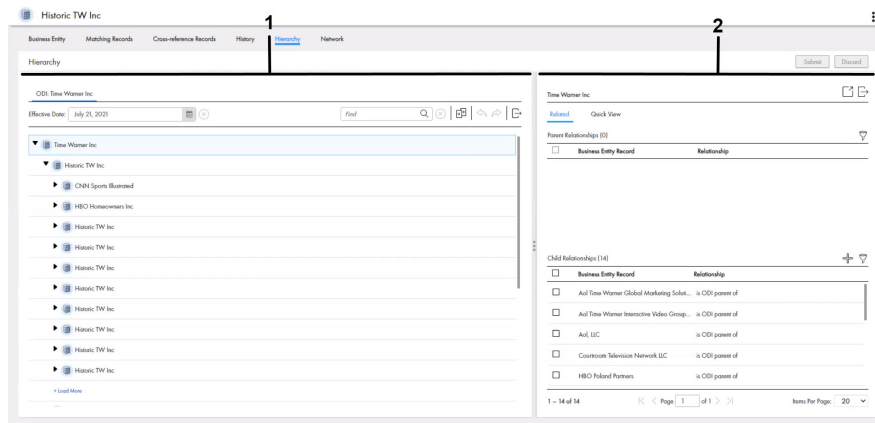 Historic TW Inc
1
2
Business Entity Matching Records Cross-reference Records History Hierarchy Network
Hierarchy
Submit Discard
ODI: Time Warner Inc
Effective Date: July 21, 2021
Find
Time Warner Inc
Historic TW Inc
CNN Sports Illustrated
HBO Homeowners Inc
Historic TW Inc
Historic TW Inc
Historic TW Inc
Historic TW Inc
Historic TW Inc
Historic TW Inc
Historic TW Inc
Historic TW Inc
+ Load More
Time Warner Inc
Related Quick View
Parent Relationships (0)
Business Entity Record Relationship
Child Relationships (14)
Business Entity Record Relationship
Aol Time Warner Global Marketing Soluti... is ODI parent of
Aol Time Warner Interactive Video Group... is ODI parent of
Aol, LLC is ODI parent of
Courtroom Television Network LLC is ODI parent of
HBO Poland Partners is ODI parent of
1 – 14 of 14 Page 1 of 1 Items Per Page: 20